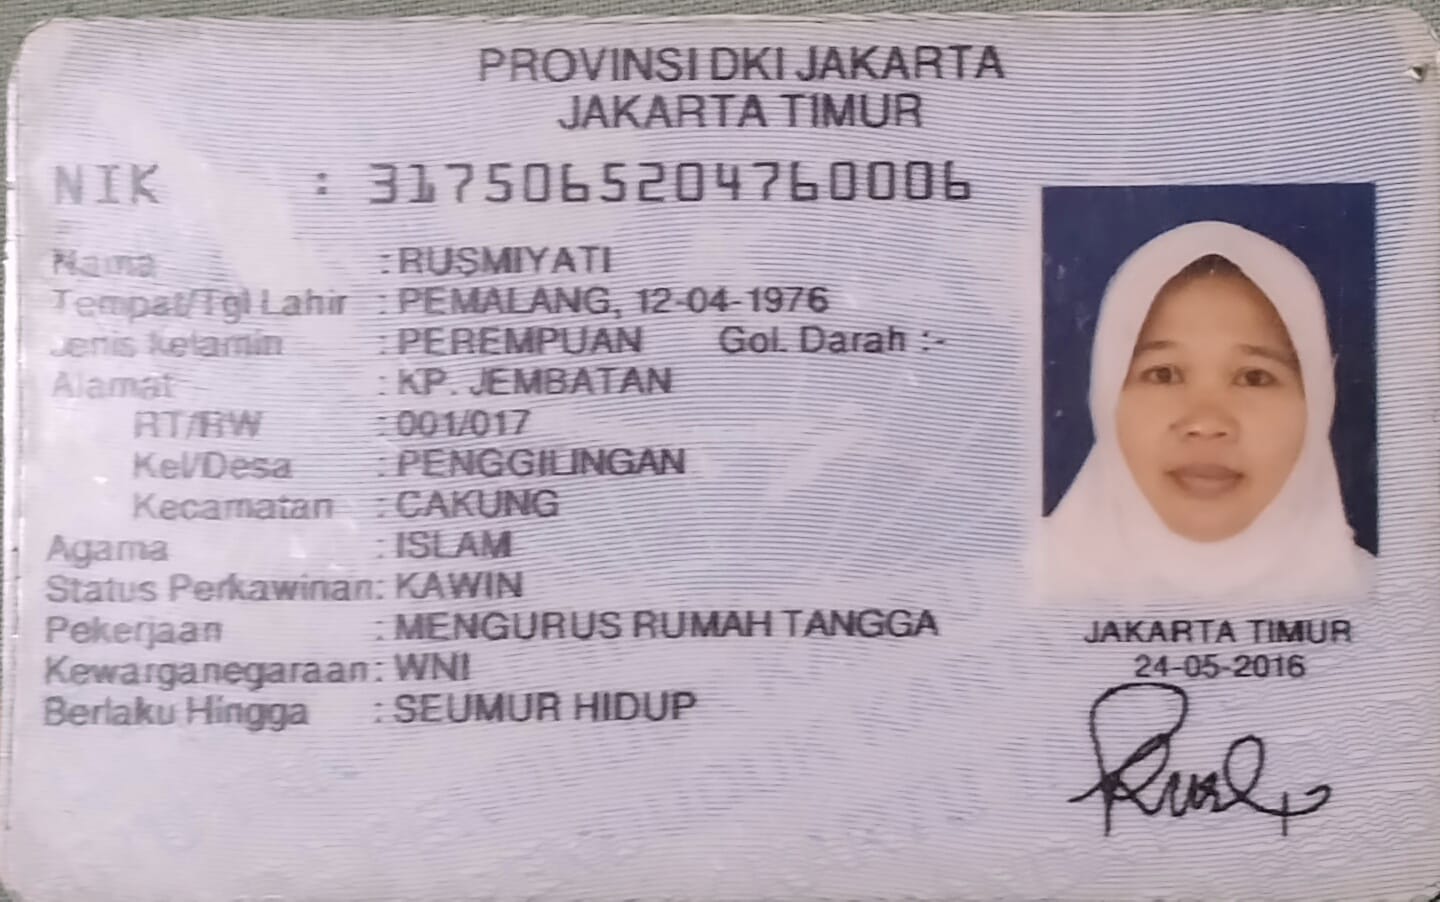 PROVINSI DKI JAKARTA
JAKARTA TIMUR
NIK : 3175065204760006
Nama : RUSMIYATI
Tempat/Tgl Lahir : PEMALANG, 12-04-1976
Jenis kelamin : PEREMPUAN Gol. Darah :-
Alamat : KP. JEMBATAN
RT/RW : 001/017
Kel/Desa : PENGGILINGAN
Kecamatan : CAKUNG
Agama : ISLAM
Status Perkawinan: KAWIN
Pekerjaan : MENGURUS RUMAH TANGGA
Kewarganegaraan: WNI
Berlaku Hingga : SEUMUR HIDUP
JAKARTA TIMUR
24-05-2016